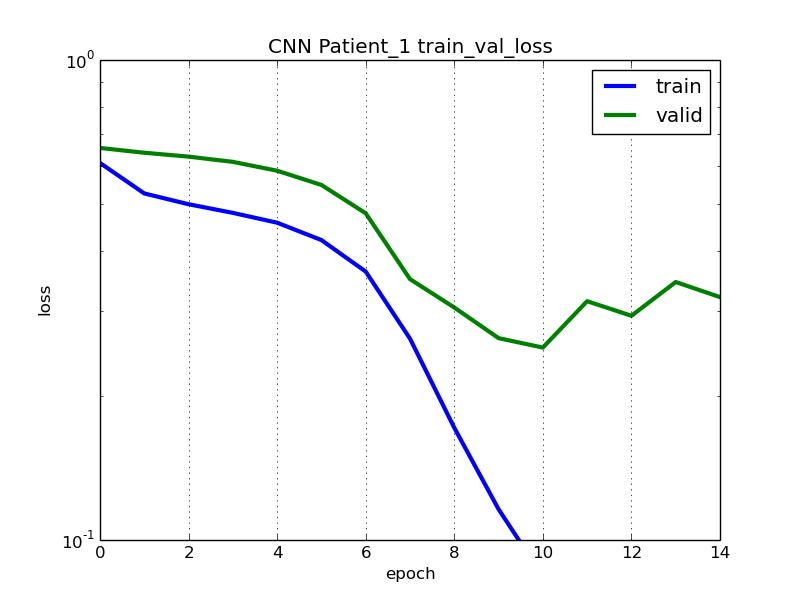 CNN Patient_1 train_val_loss
10^0
train
valid
loss
10^-1
0 2 4 6 8 10 12 14
epoch